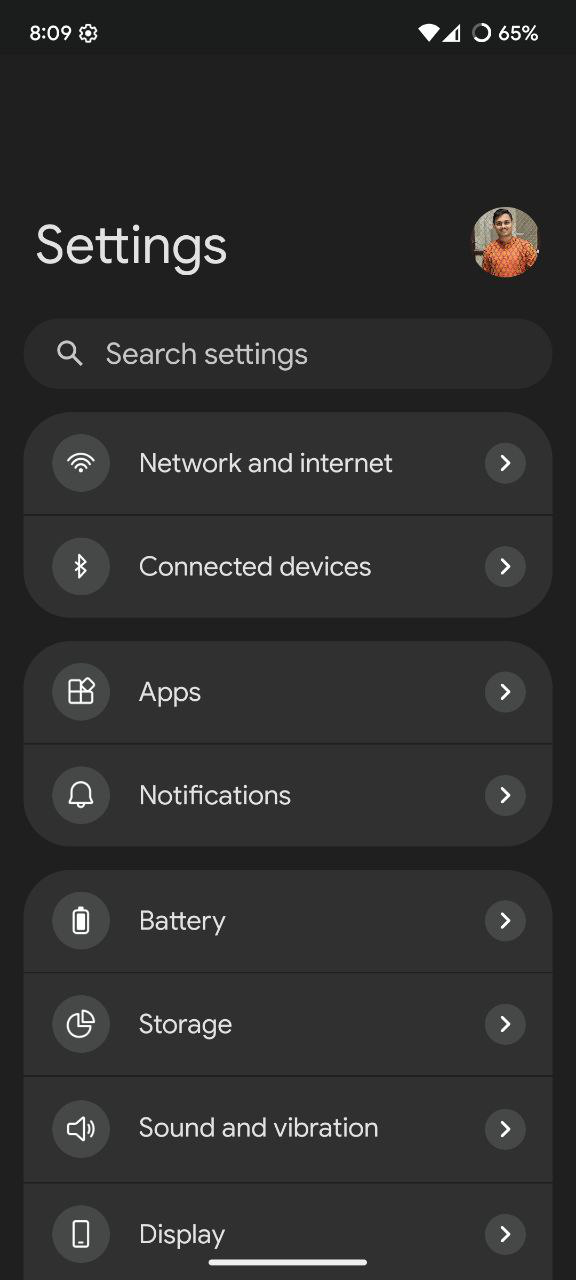 8:09 65%
Settings
Search settings
Network and internet
Connected devices
Apps
Notifications
Battery
Storage
Sound and vibration
Display